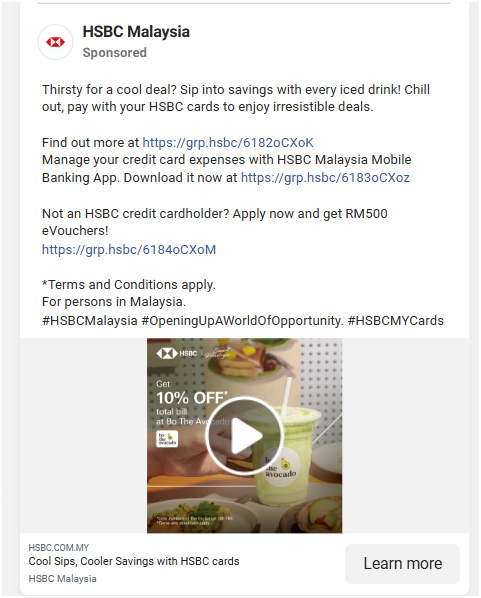 HSBC Malaysia
Sponsored
Thirsty for a cool deal? Sip into savings with every iced drink! Chill
out, pay with your HSBC cards to enjoy irresistible deals.
Find out more at https://grp.hsbc/6182oCXoK
Manage your credit card expenses with HSBC Malaysia Mobile
Banking App. Download it now at https://grp.hsbc/6183oCXoz
Not an HSBC credit cardholder? Apply now and get RM500
eVouchers!
https://grp.hsbc/6184oCXoM
*Terms and Conditions apply.
For persons in Malaysia.
#HSBCMalaysia #OpeningUpAWorldOfOpportunity. #HSBCMYCards
HSBC
Get
10% OFF*
total bill
at Bo The Avocado
bo
the
avocado
bo
the
avocado
*Terms and conditions apply
HSBC.COM.MY
Cool Sips, Cooler Savings with HSBC cards
HSBC Malaysia
Learn more